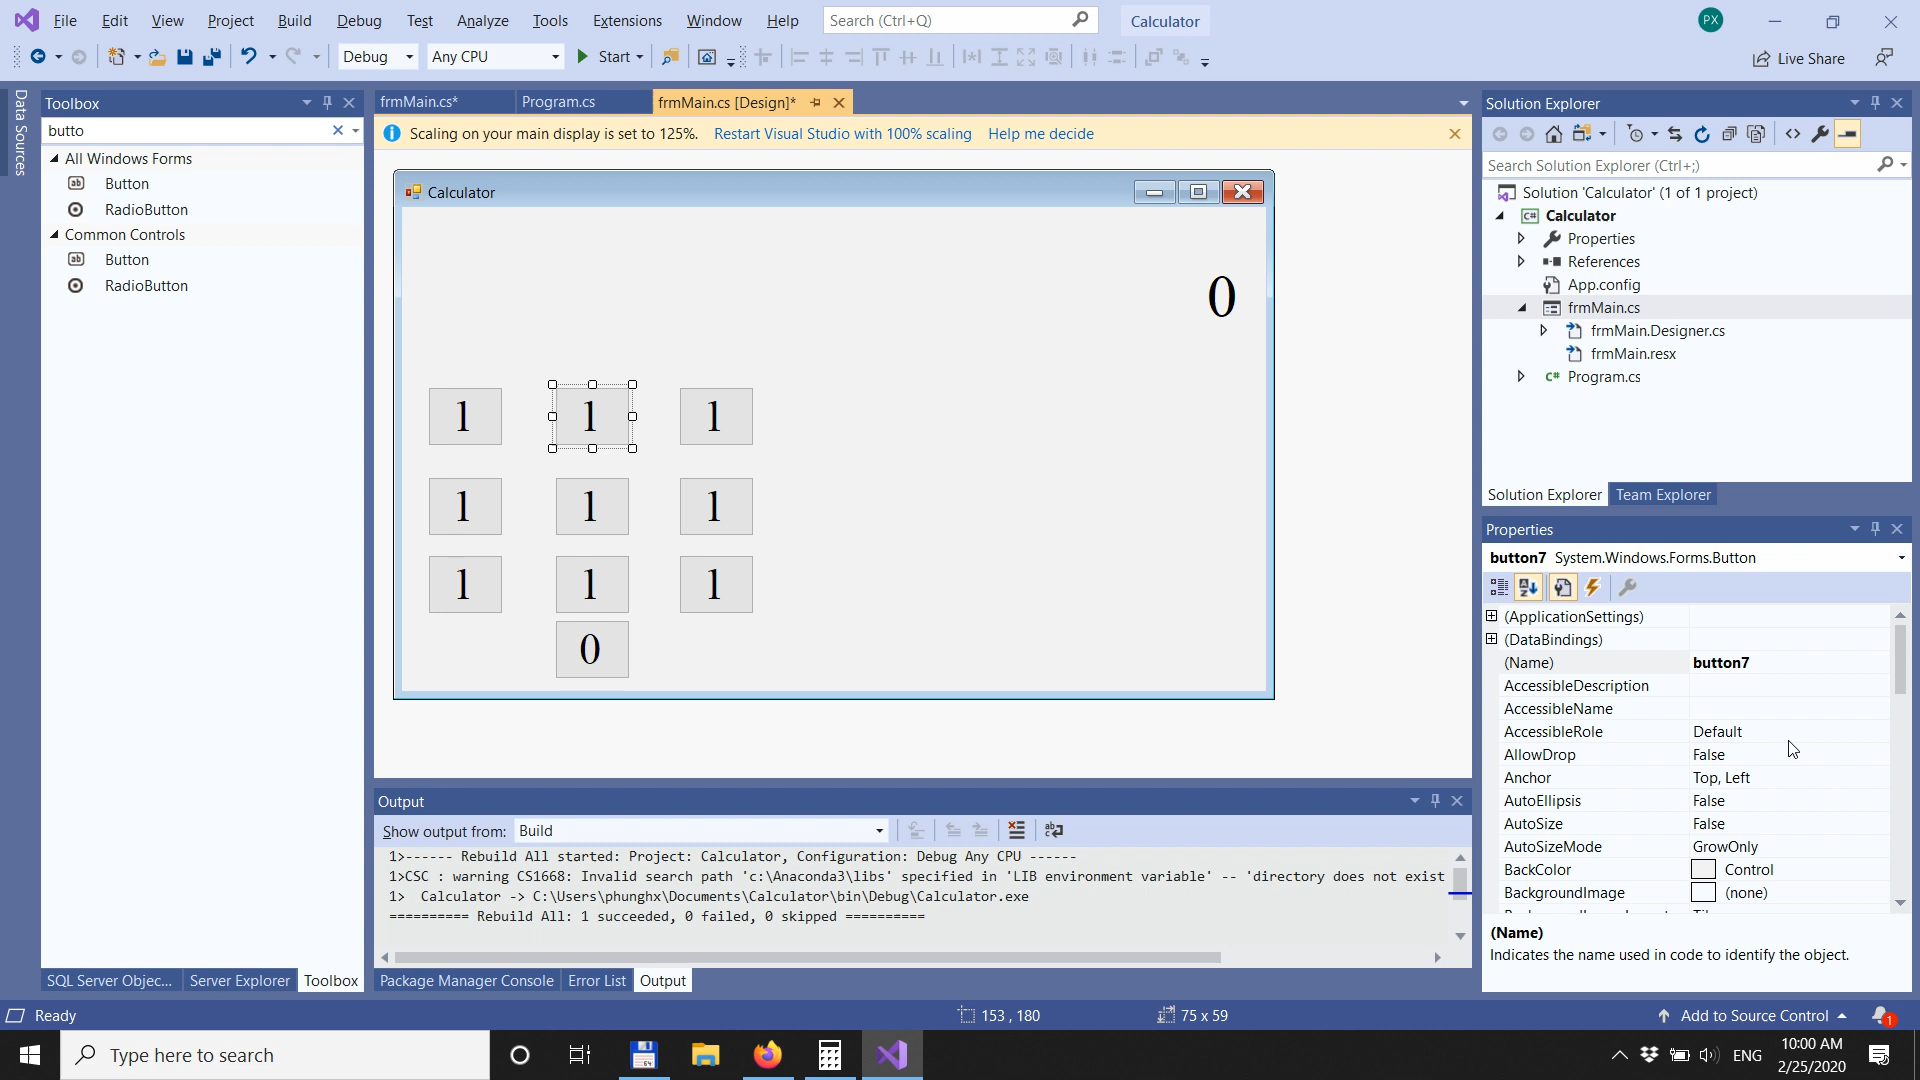 File Edit View Project Build Debug Test Analyze Tools Extensions Window Help Search (Ctrl+Q) Calculator PX
Debug Any CPU Start Live Share
Data Sources
Toolbox
butto
All Windows Forms
Button
RadioButton
Common Controls
Button
RadioButton
SQL Server Objec... Server Explorer Toolbox
frmMain.cs* Program.cs frmMain.cs [Design]*
Scaling on your main display is set to 125%. Restart Visual Studio with 100% scaling Help me decide
Calculator
0
1 1 1
1 1 1
1 1 1
0
Output
Show output from: Build
1>------ Rebuild All started: Project: Calculator, Configuration: Debug Any CPU ------
1>CSC : warning CS1668: Invalid search path 'c:\Anaconda3\libs' specified in 'LIB environment variable' -- 'directory does not exist
1>  Calculator -> C:\Users\phunghx\Documents\Calculator\bin\Debug\Calculator.exe
========== Rebuild All: 1 succeeded, 0 failed, 0 skipped ==========
Package Manager Console Error List Output
Solution Explorer
Search Solution Explorer (Ctrl+;)
Solution 'Calculator' (1 of 1 project)
C# Calculator
Properties
References
App.config
frmMain.cs
frmMain.Designer.cs
frmMain.resx
C# Program.cs
Solution Explorer Team Explorer
Properties
button7 System.Windows.Forms.Button
(ApplicationSettings)
(DataBindings)
(Name) button7
AccessibleDescription
AccessibleName
AccessibleRole Default
AllowDrop False
Anchor Top, Left
AutoEllipsis False
AutoSize False
AutoSizeMode GrowOnly
BackColor Control
BackgroundImage (none)
(Name)
Indicates the name used in code to identify the object.
Ready 153 , 180 75 x 59 Add to Source Control 1
Type here to search 64 ENG 10:00 AM
2/25/2020